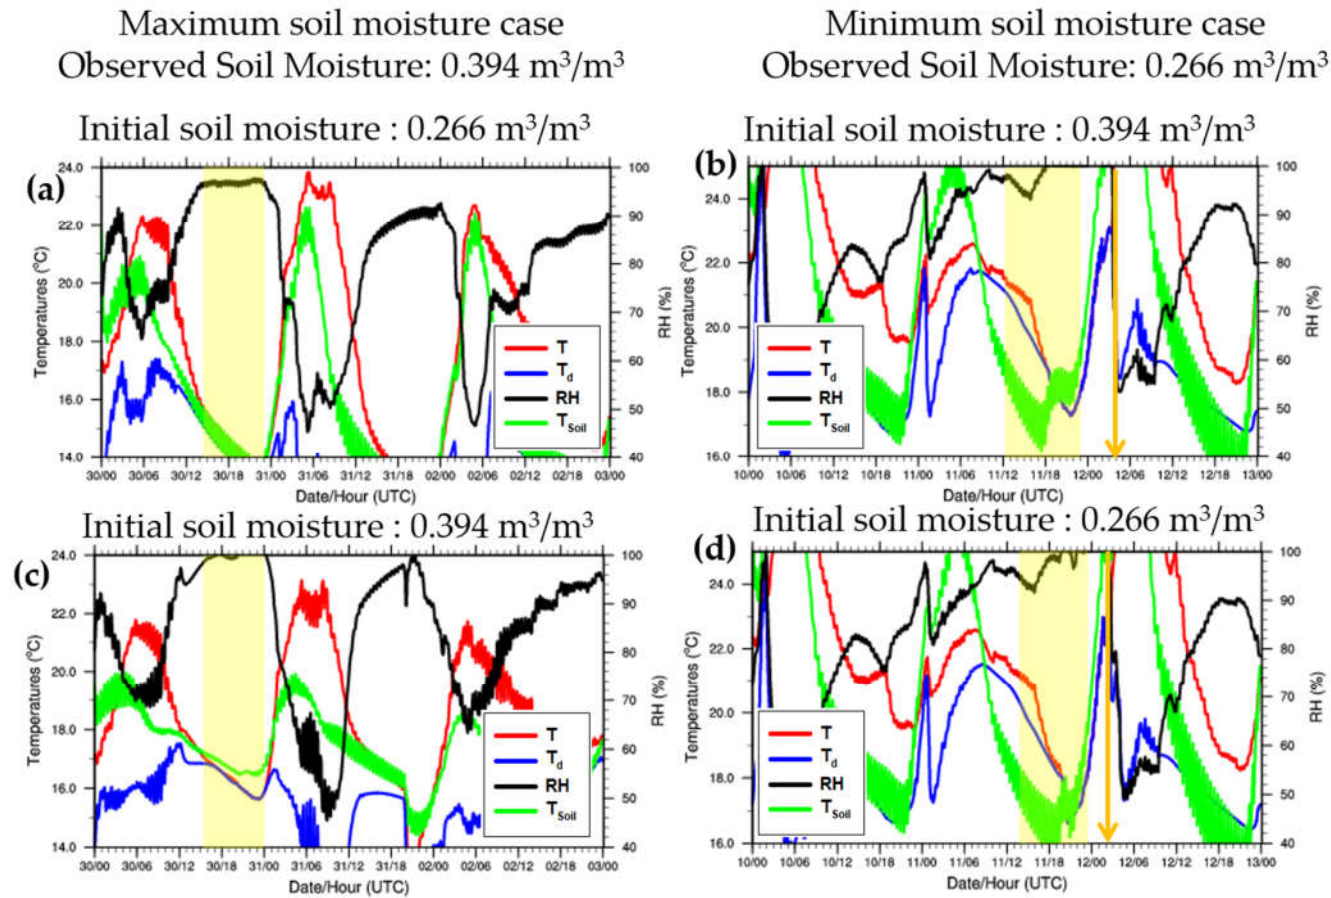 Maximum soil moisture case
Observed Soil Moisture: 0.394 m³/m³
Minimum soil moisture case
Observed Soil Moisture: 0.266 m³/m³
Initial soil moisture : 0.266 m³/m³
(a)
24.0
22.0
20.0
18.0
16.0
14.0
Temperatures (°C)
100
90
80
70
60
50
40
RH (%)
T
Td
RH
TSoil
30/00 30/06 30/12 30/18 31/00 31/06 31/12 31/18 02/00 02/06 02/12 02/18 03/00
Date/Hour (UTC)
Initial soil moisture : 0.394 m³/m³
(b)
24.0
22.0
20.0
18.0
16.0
Temperatures (°C)
100
90
80
70
60
50
40
RH (%)
T
Td
RH
TSoil
10/00 10/06 10/12 10/18 11/00 11/06 11/12 11/18 12/00 12/06 12/12 12/18 13/00
Date/Hour (UTC)
Initial soil moisture : 0.394 m³/m³
(c)
24.0
22.0
20.0
18.0
16.0
14.0
Temperatures (°C)
100
90
80
70
60
50
40
RH (%)
T
Td
RH
TSoil
30/00 30/06 30/12 30/18 31/00 31/06 31/12 31/18 02/00 02/06 02/12 02/18 03/00
Date/Hour (UTC)
Initial soil moisture : 0.266 m³/m³
(d)
24.0
22.0
20.0
18.0
16.0
Temperatures (°C)
100
90
80
70
60
50
40
RH (%)
T
Td
RH
TSoil
10/00 10/06 10/12 10/18 11/00 11/06 11/12 11/18 12/00 12/06 12/12 12/18 13/00
Date/Hour (UTC)